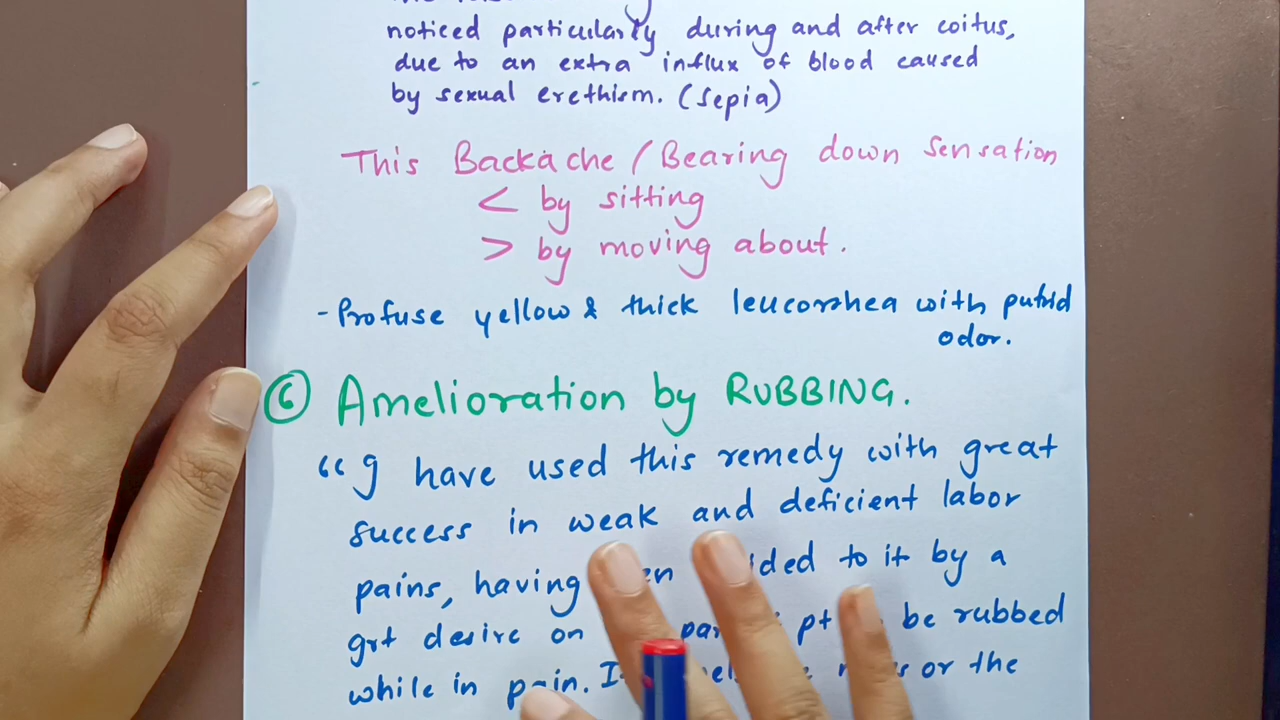 noticed particularly during and after coitus,
due to an extra influx of blood caused
by sexual erethism. (Sepia)
This Backache / Bearing down sensation
< by sitting
> by moving about.
- Profuse yellow & thick leucorrhea with putrid
odor.
⑥ Amelioration by RUBBING.
“ I have used this remedy with great
success in weak and deficient labor
pains, having to it by a
grt desire on be rubbed
while in pain. or the